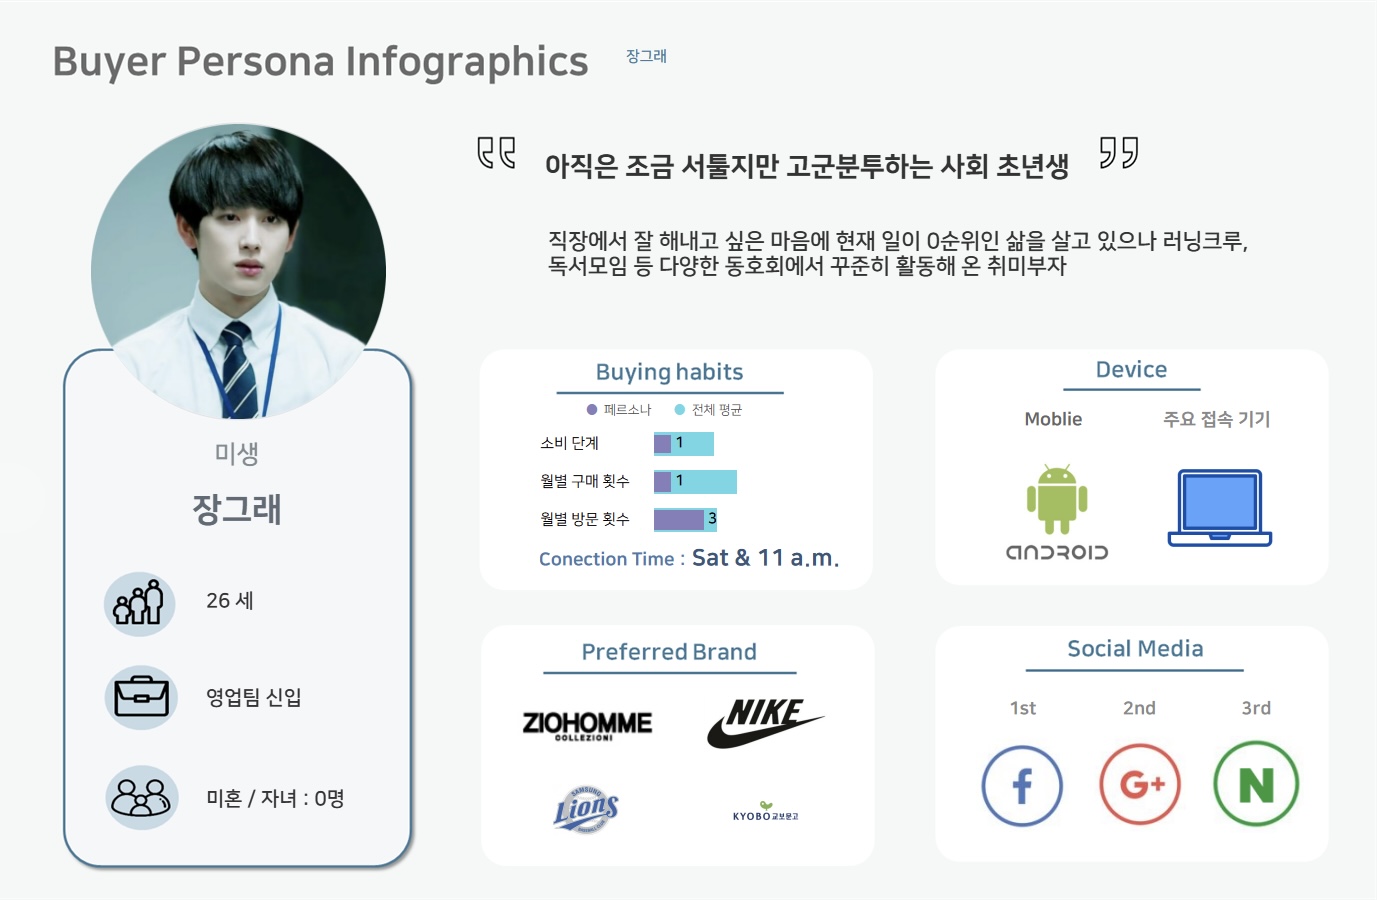 Buyer Persona Infographics
장그래
아직은 조금 서툴지만 고군분투하는 사회 초년생
직장에서 잘 해내고 싶은 마음에 현재 일이 0순위인 삶을 살고 있으나 러닝크루,
독서모임 등 다양한 동호회에서 꾸준히 활동해 온 취미부자
미생
장그래
26 세
영업팀 신입
미혼 / 자녀 : 0명
Buying habits
페르소나 전체 평균
소비 단계 1
월별 구매 횟수 1
월별 방문 횟수 3
Conection Time : Sat & 11 a.m.
Device
Moblie 주요 접속 기기
ANDROID
Preferred Brand
ZIOHOMME
COLLEZIONI
NIKE
SAMSUNG
Lions
KYOBO 교보문고
Social Media
1st 2nd 3rd
f G+ N